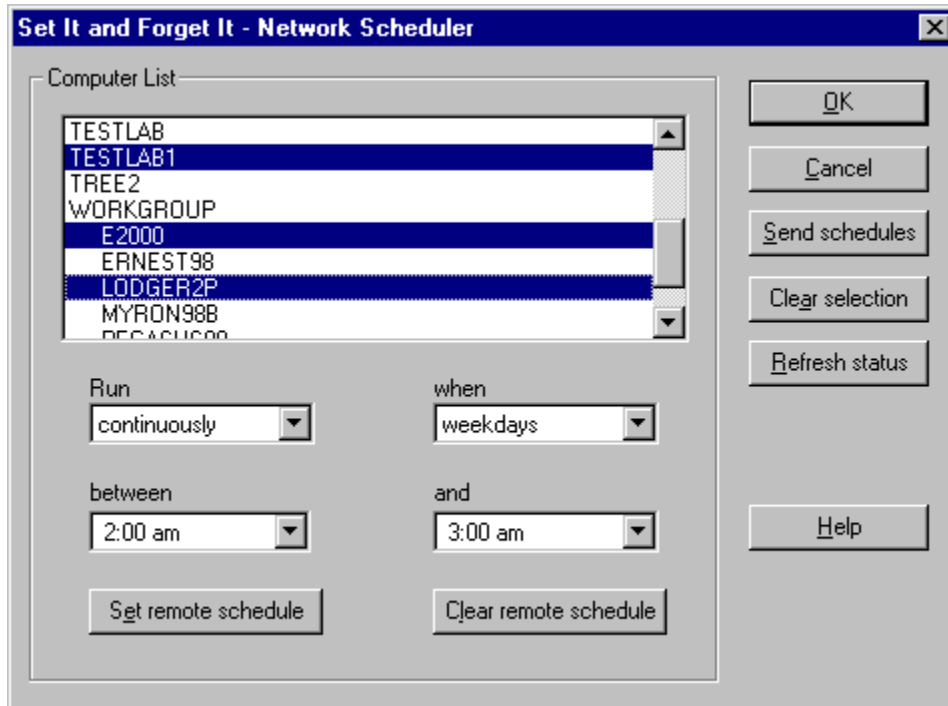 Set It and Forget It - Network Scheduler
Computer List
TESTLAB
TESTLAB1
TREE2
WORKGROUP
E2000
ERNEST98
LODGER2P
MYRON98B
OK
Cancel
Send schedules
Clear selection
Refresh status
Run
when
continuously
weekdays
between
and
2:00 am
3:00 am
Help
Set remote schedule
Clear remote schedule